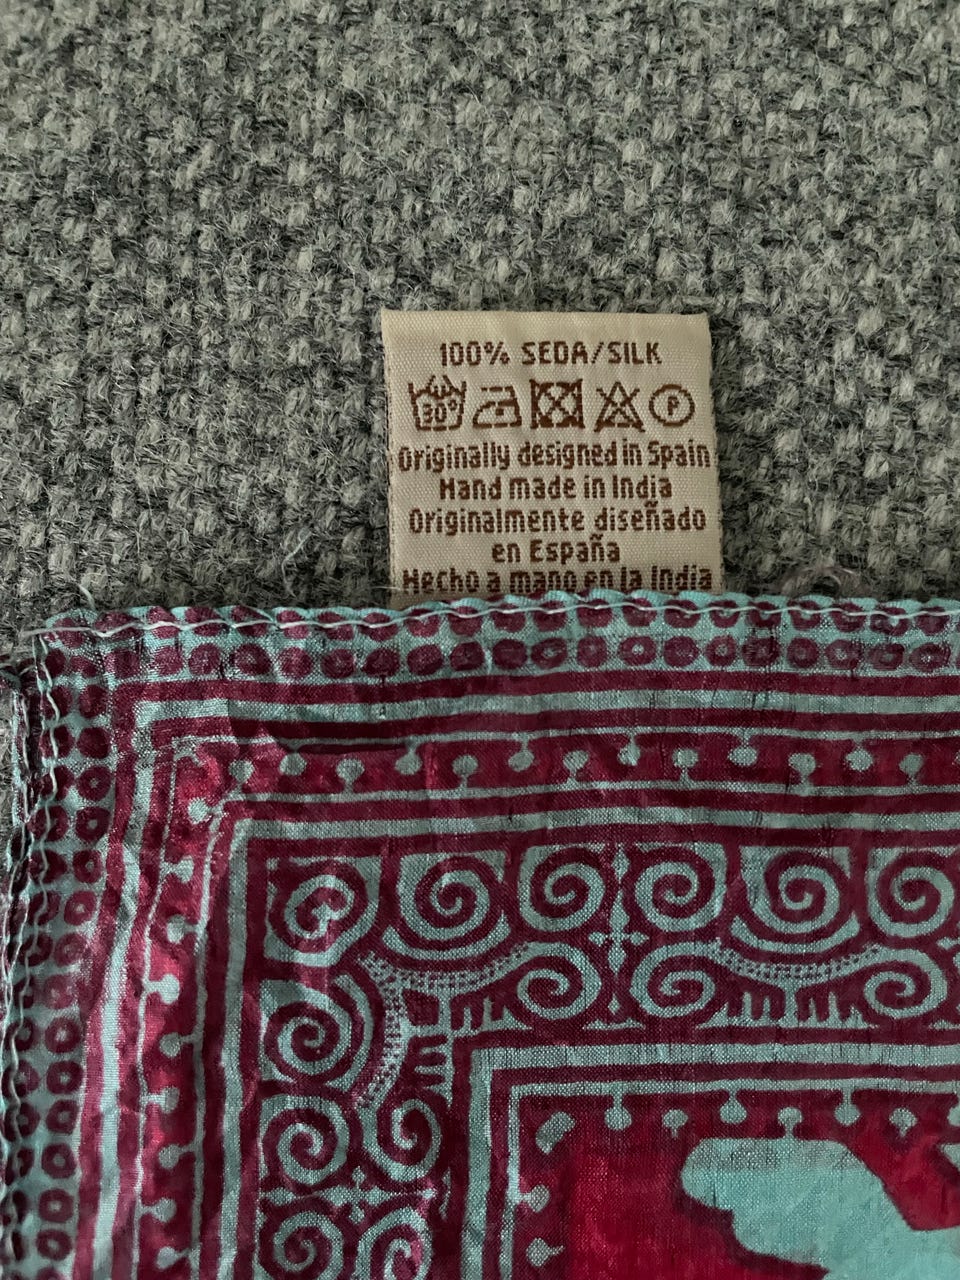 100% SEDA/SILK
30° P
Originally designed in Spain
Hand made in India
Originalmente diseñado
en España
Hecho a mano en la India